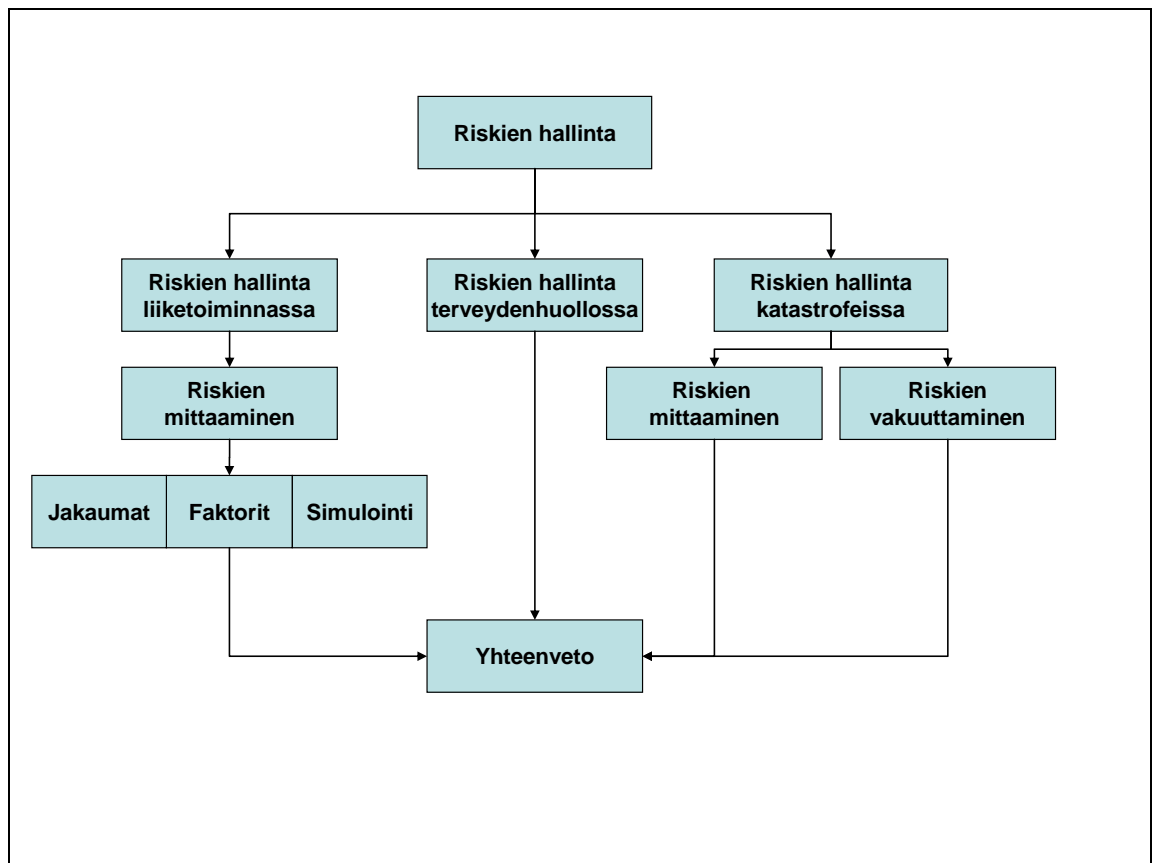 Riskien hallinta
Riskien hallinta
liiketoiminnassa
Riskien hallinta
terveydenhuollossa
Riskien hallinta
katastrofeissa
Riskien
mittaaminen
Riskien
mittaaminen
Riskien
vakuuttaminen
Jakaumat
Faktorit
Simulointi
Yhteenveto